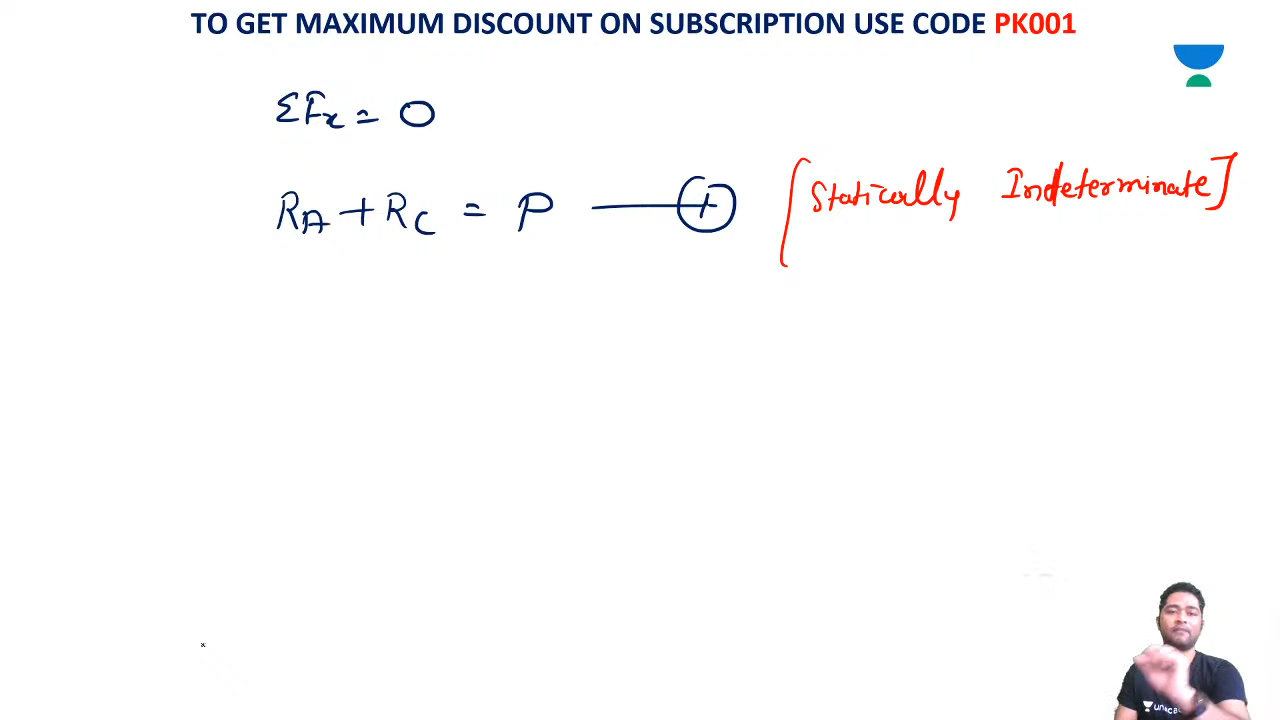 TO GET MAXIMUM DISCOUNT ON SUBSCRIPTION USE CODE PK001
ΣFx = 0
RA + RC = P — 1 [Statically Indeterminate]